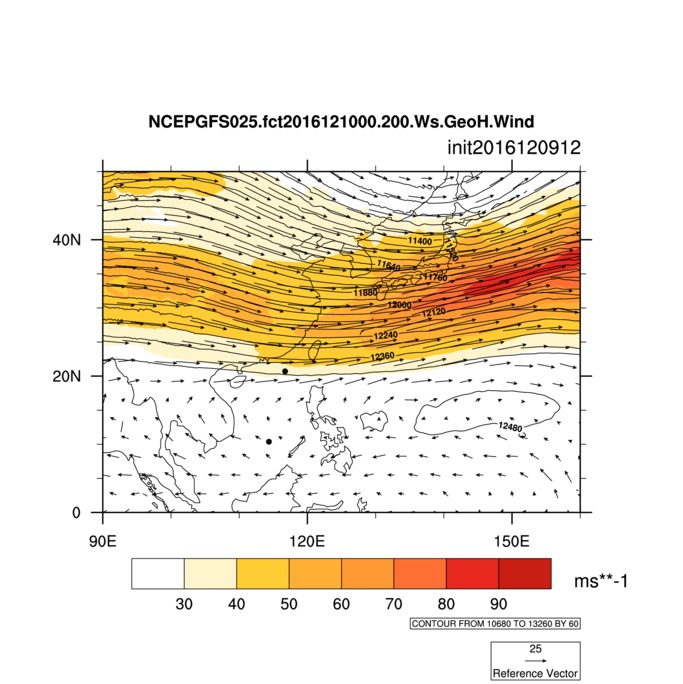 NCEPGFS025.fct2016121000.200.Ws.GeoH.Wind
init2016120912
40N
20N
0
11400
11640
11760
11880
12000
12120
12240
12360
12480
90E
120E
150E
30 40 50 60 70 80 90
ms**-1
CONTOUR FROM 10680 TO 13260 BY 60
25
Reference Vector